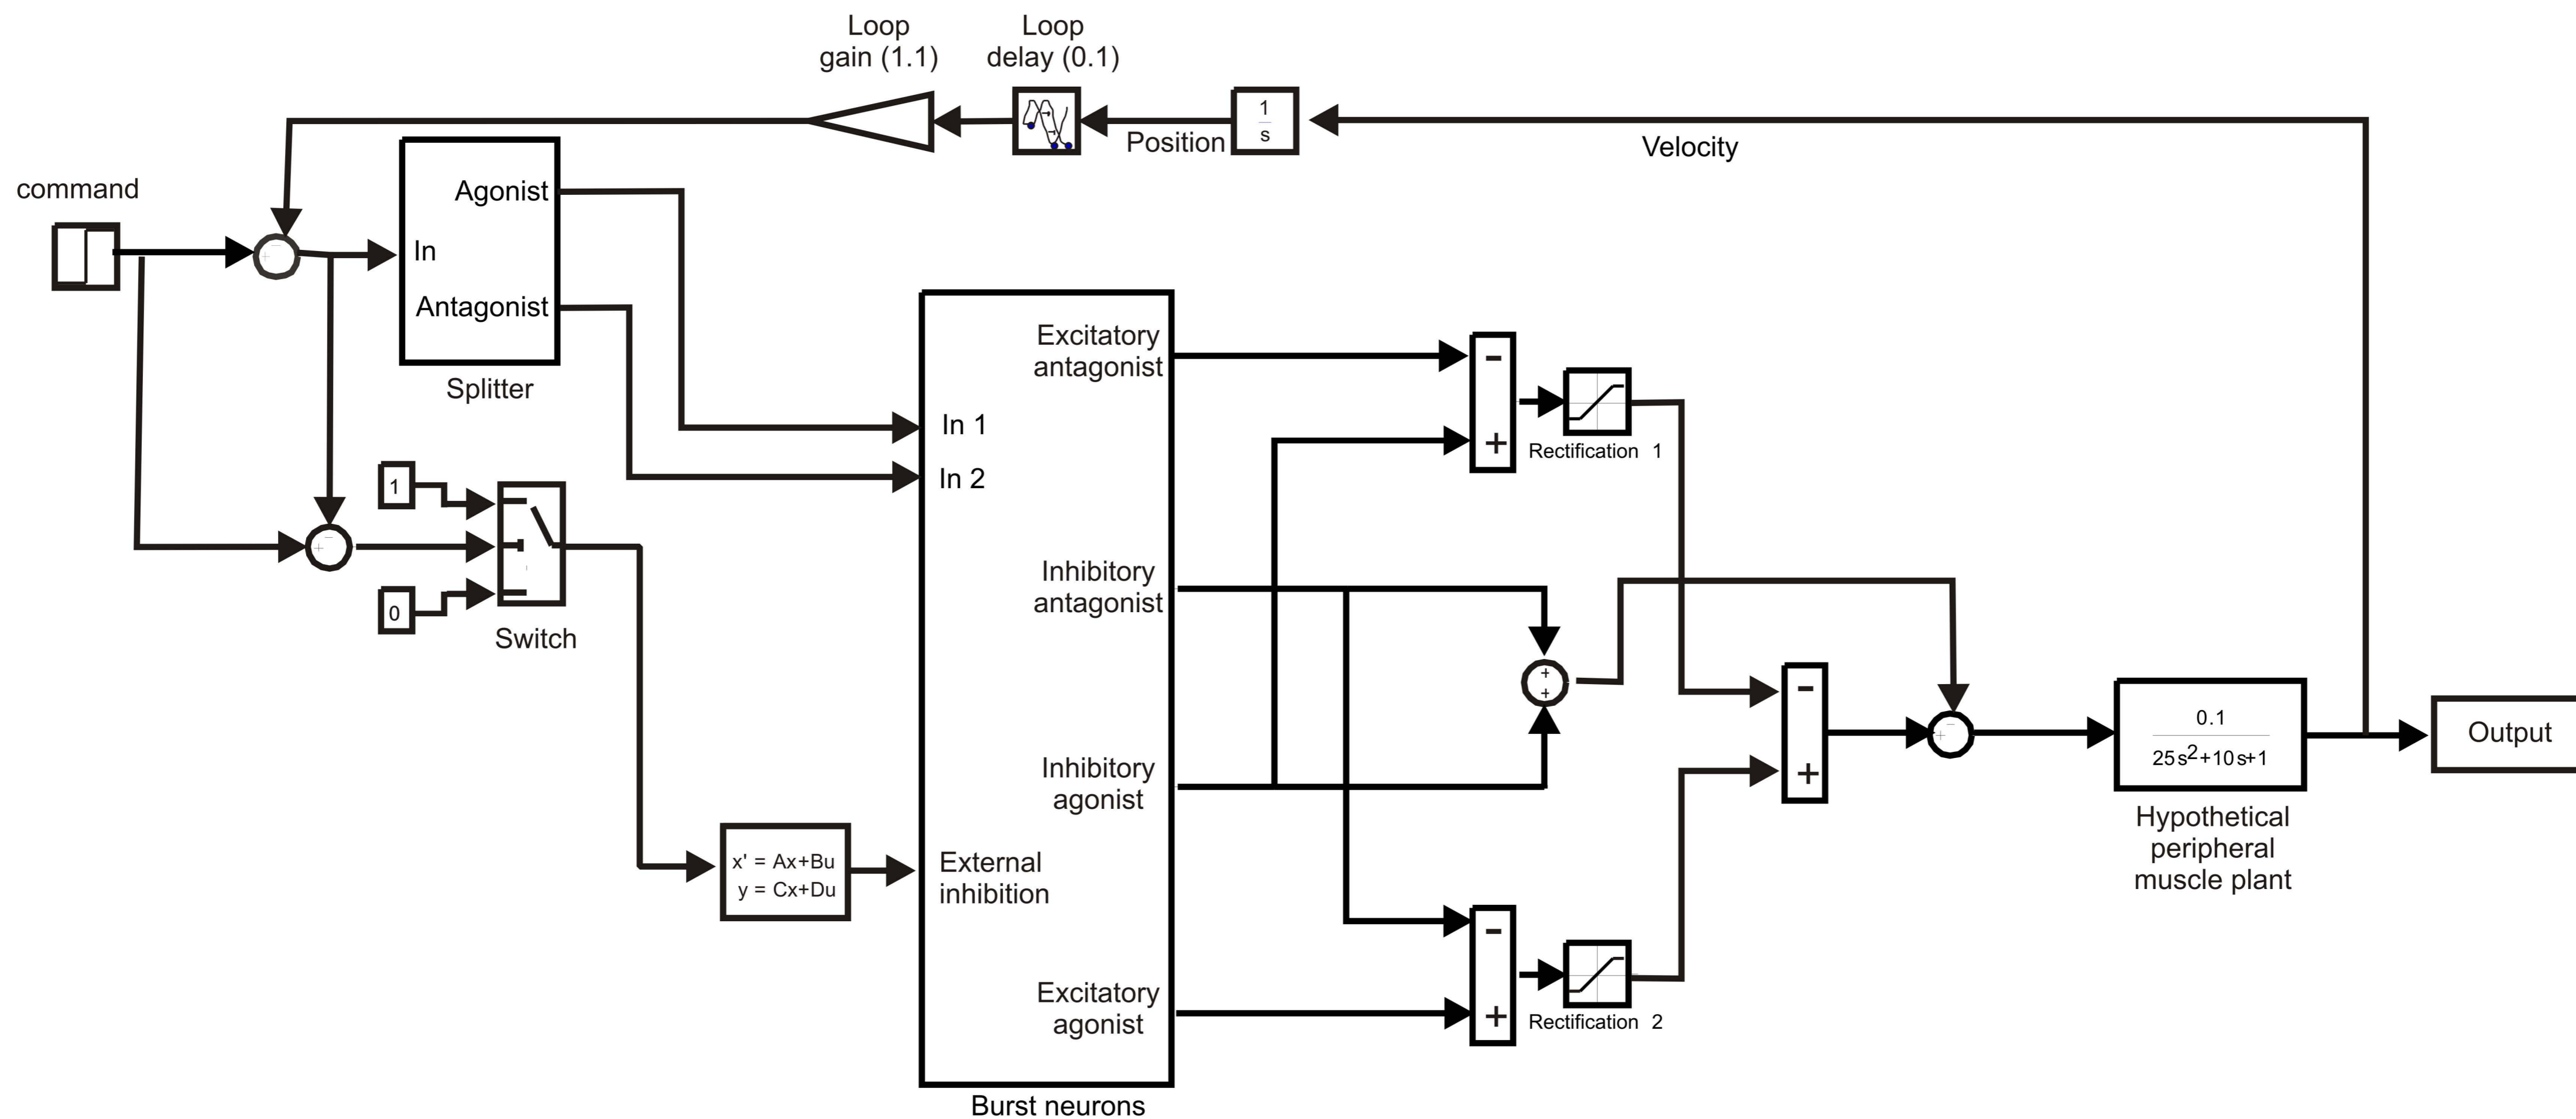 Loop
gain (1.1)
Loop
delay (0.1)
1
s
Position
Velocity
command
Agonist
In
Antagonist
Splitter
+
-
Excitatory
antagonist
In 1
In 2
-
+
Rectification 1
1
0
+
-
Switch
Inhibitory
antagonist
+
+
Inhibitory
agonist
-
+
+
-
0.1
25s2+10s+1
Output
Hypothetical
peripheral
muscle plant
x' = Ax+Bu
y = Cx+Du
External
inhibition
-
+
Rectification 2
Excitatory
agonist
Burst neurons